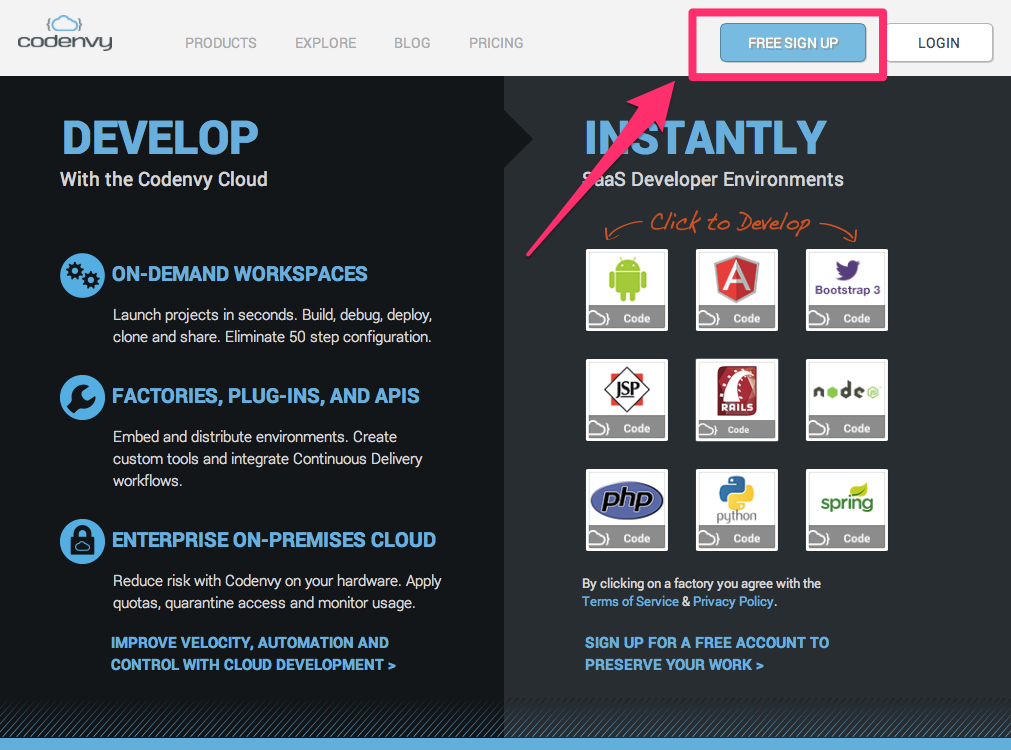 codenvy
PRODUCTS
EXPLORE
BLOG
PRICING
FREE SIGN UP
LOGIN
DEVELOP
With the Codenvy Cloud
ON-DEMAND WORKSPACES
Launch projects in seconds. Build, debug, deploy,
clone and share. Eliminate 50 step configuration.
FACTORIES, PLUG-INS, AND APIS
Embed and distribute environments. Create
custom tools and integrate Continuous Delivery
workflows.
ENTERPRISE ON-PREMISES CLOUD
Reduce risk with Codenvy on your hardware. Apply
quotas, quarantine access and monitor usage.
IMPROVE VELOCITY, AUTOMATION AND
CONTROL WITH CLOUD DEVELOPMENT >
INSTANTLY
SaaS Developer Environments
Click to Develop
Code
A
Code
Bootstrap 3
Code
JSP
Code
RAILS
Code
node
JS
Code
php
Code
python
Code
spring
Code
By clicking on a factory you agree with the
Terms of Service & Privacy Policy.
SIGN UP FOR A FREE ACCOUNT TO
PRESERVE YOUR WORK >